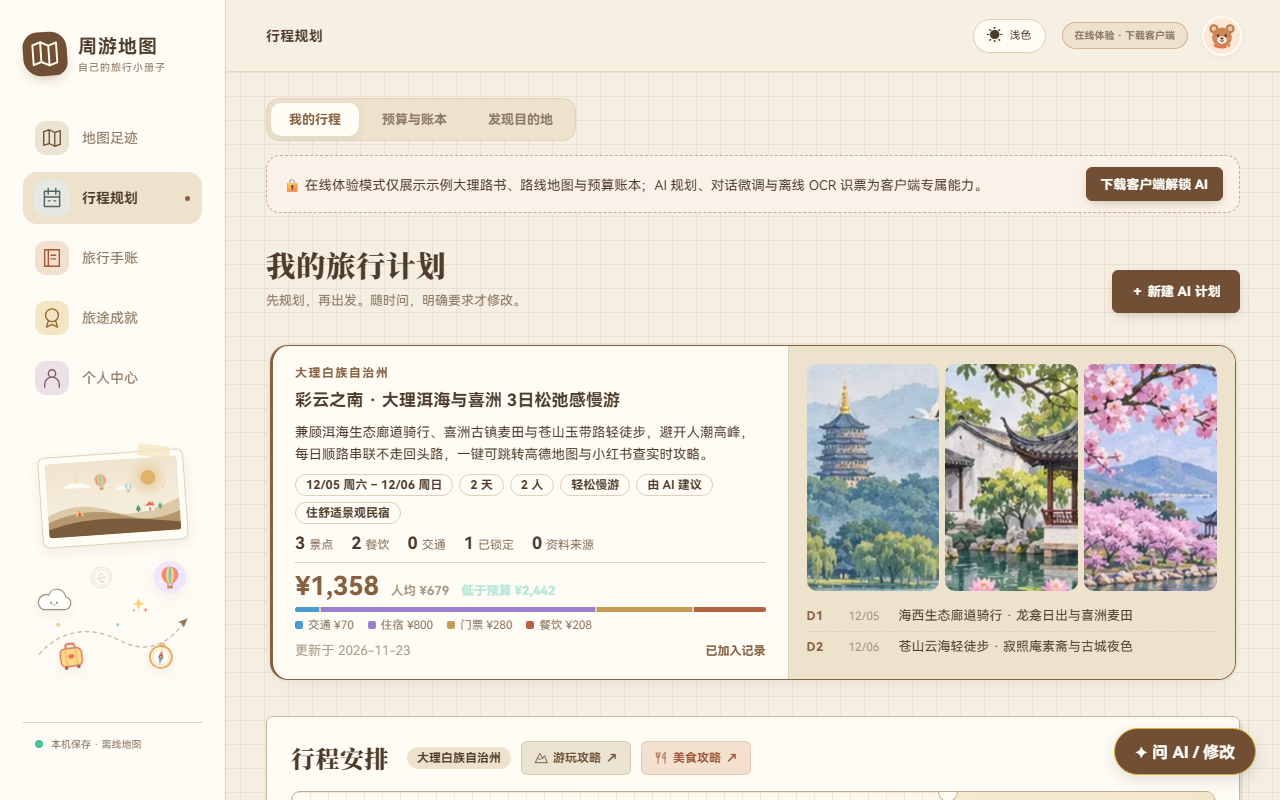 周游地图
自己的旅行小册子
地图足迹
行程规划
旅行手账
旅途成就
个人中心
本机保存 · 离线地图
行程规划
浅色
在线体验 · 下载客户端
我的行程
预算与账本
发现目的地
在线体验模式仅展示示例大理路书、路线地图与预算账本；AI 规划、对话微调与离线 OCR 识票为客户端专属能力。
下载客户端解锁 AI
我的旅行计划
先规划，再出发。随时问，明确要求才修改。
+ 新建 AI 计划
大理白族自治州
彩云之南 · 大理洱海与喜洲 3日松弛感慢游
兼顾洱海生态廊道骑行、喜洲古镇麦田与苍山玉带路轻徒步，避开人潮高峰，
每日顺路串联不走回头路，一键可跳转高德地图与小红书查实时攻略。
12/05 周六 – 12/06 周日
2 天
2 人
轻松慢游
由 AI 建议
住舒适景观民宿
3 景点
2 餐饮
0 交通
1 已锁定
0 资料来源
¥1,358 人均 ¥679 低于预算 ¥2,442
交通 ¥70
住宿 ¥800
门票 ¥280
餐饮 ¥208
更新于 2026-11-23
已加入记录
D1 12/05 海西生态廊道骑行 · 龙龛日出与喜洲麦田
D2 12/06 苍山云海轻徒步 · 寂照庵素斋与古城夜色
行程安排
大理白族自治州
游玩攻略 ↗
美食攻略 ↗
✦ 问 AI / 修改